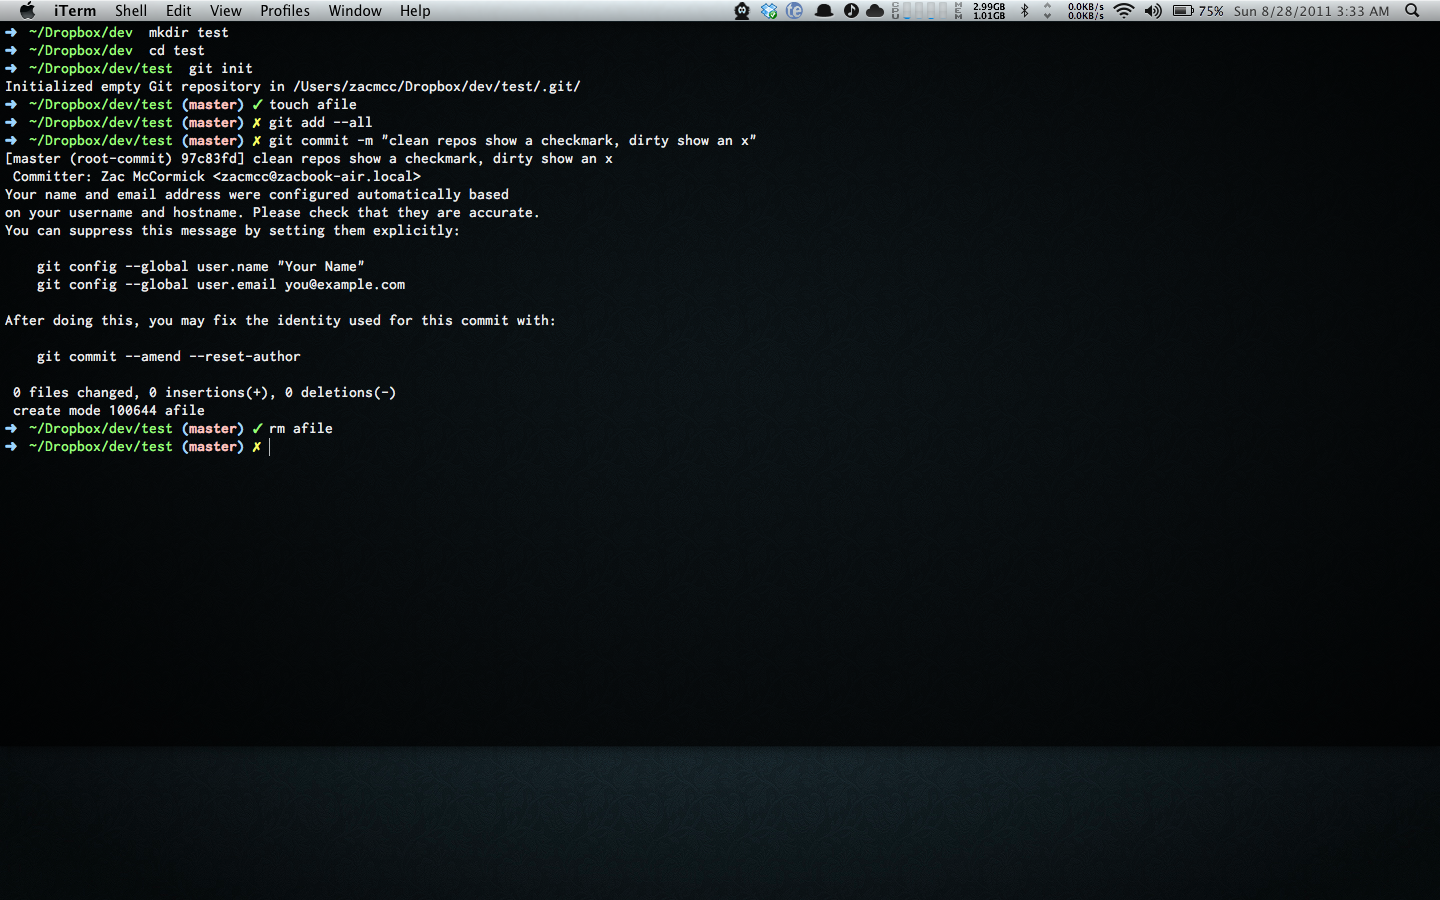 iTerm Shell Edit View Profiles Window Help te CPU MEM 2.99GB 1.01GB 0.0KB/s 0.0KB/s 75% Sun 8/28/2011 3:33 AM
➜ ~/Dropbox/dev mkdir test
➜ ~/Dropbox/dev cd test
➜ ~/Dropbox/dev/test git init
Initialized empty Git repository in /Users/zacmcc/Dropbox/dev/test/.git/
➜ ~/Dropbox/dev/test (master) ✓ touch afile
➜ ~/Dropbox/dev/test (master) ✗ git add --all
➜ ~/Dropbox/dev/test (master) ✗ git commit -m "clean repos show a checkmark, dirty show an x"
[master (root-commit) 97c83fd] clean repos show a checkmark, dirty show an x
Committer: Zac McCormick <zacmcc@zacbook-air.local>
Your name and email address were configured automatically based
on your username and hostname. Please check that they are accurate.
You can suppress this message by setting them explicitly:
git config --global user.name "Your Name"
git config --global user.email you@example.com
After doing this, you may fix the identity used for this commit with:
git commit --amend --reset-author
0 files changed, 0 insertions(+), 0 deletions(-)
create mode 100644 afile
➜ ~/Dropbox/dev/test (master) ✓ rm afile
➜ ~/Dropbox/dev/test (master) ✗